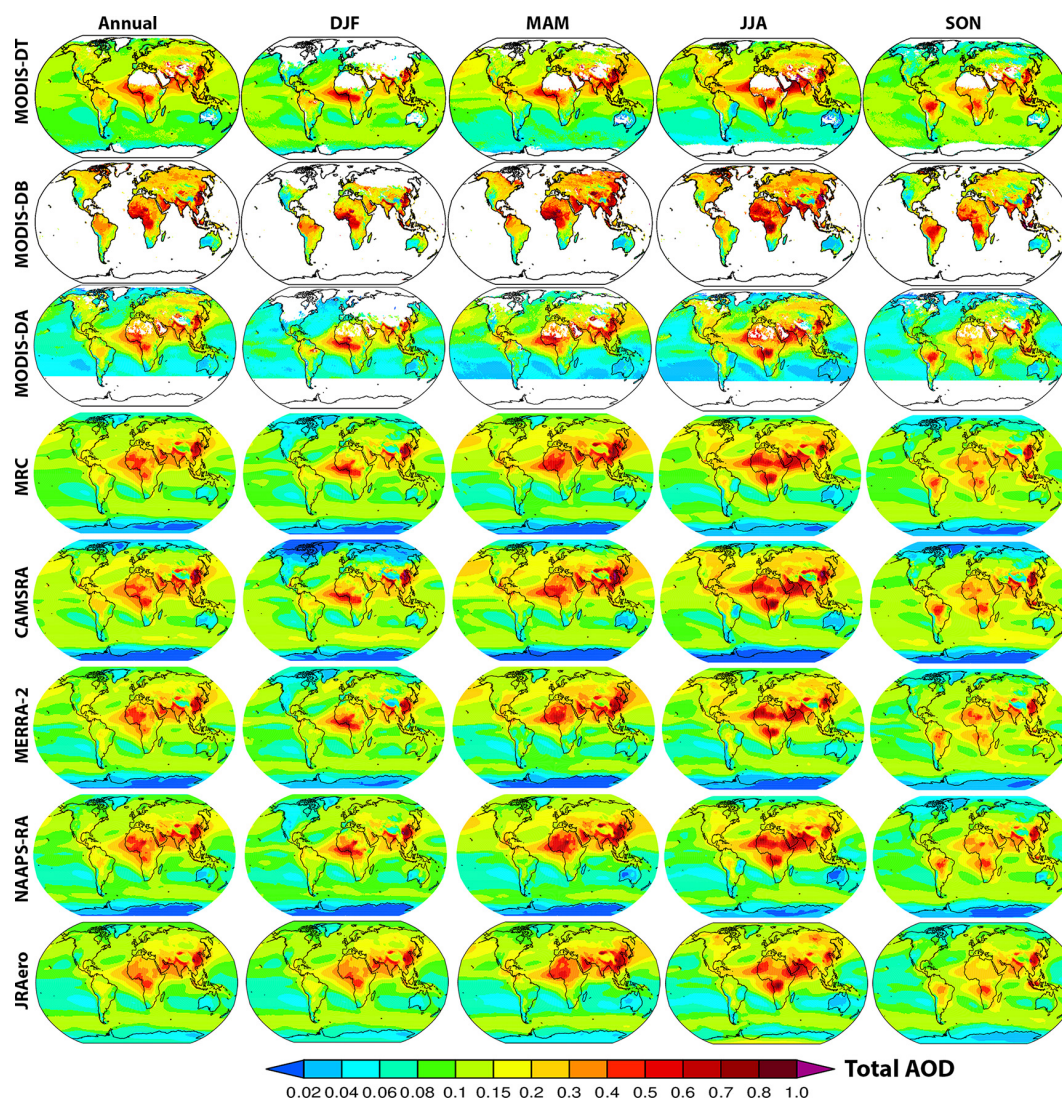 Annual DJF MAM JJA SON
MODIS-DT
MODIS-DB
MODIS-DA
MRC
CAMSRA
MERRA-2
NAAPS-RA
JRAero
0.02 0.04 0.06 0.08 0.1 0.15 0.2 0.3 0.4 0.5 0.6 0.7 0.8 1.0
Total AOD